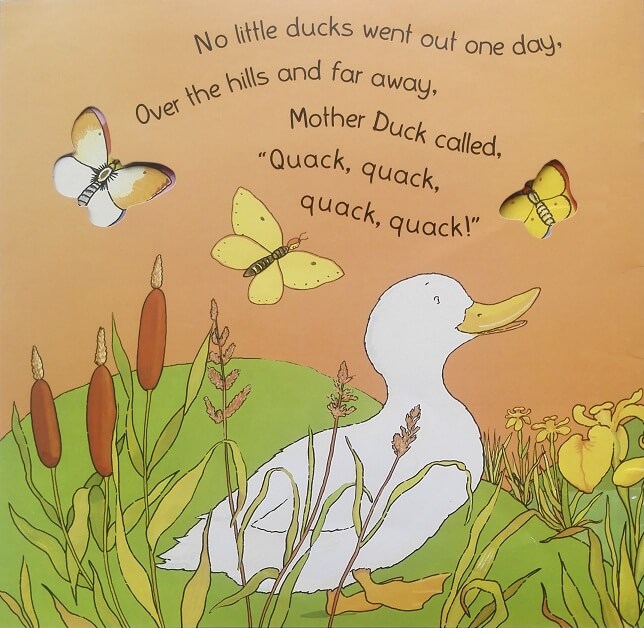 No little ducks went out one day,
Over the hills and far away,
Mother Duck called,
“Quack, quack,
quack, quack!”